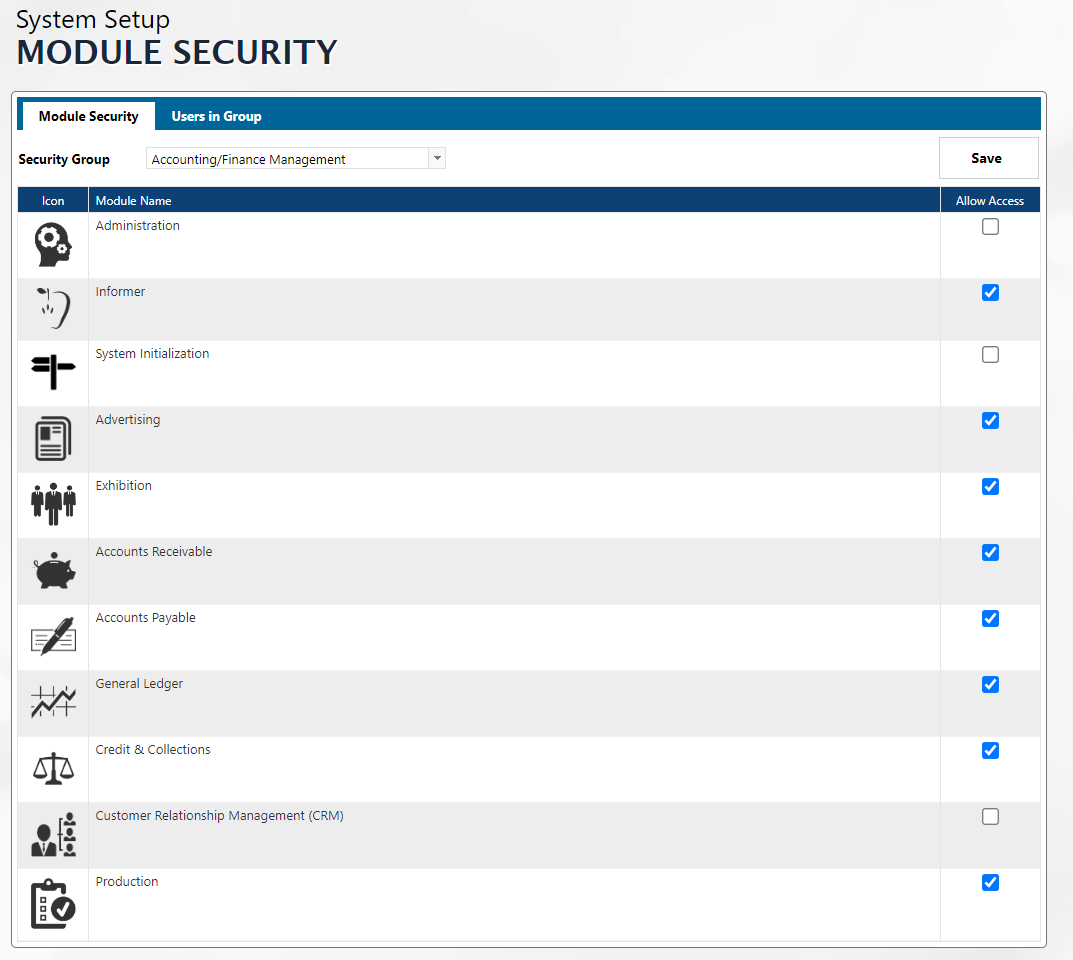 System Setup
MODULE SECURITY
Module Security Users in Group
Security Group Accounting/Finance Management Save
Icon Module Name Allow Access
Administration
Informer
System Initialization
Advertising
Exhibition
Accounts Receivable
Accounts Payable
General Ledger
Credit & Collections
Customer Relationship Management (CRM)
Production